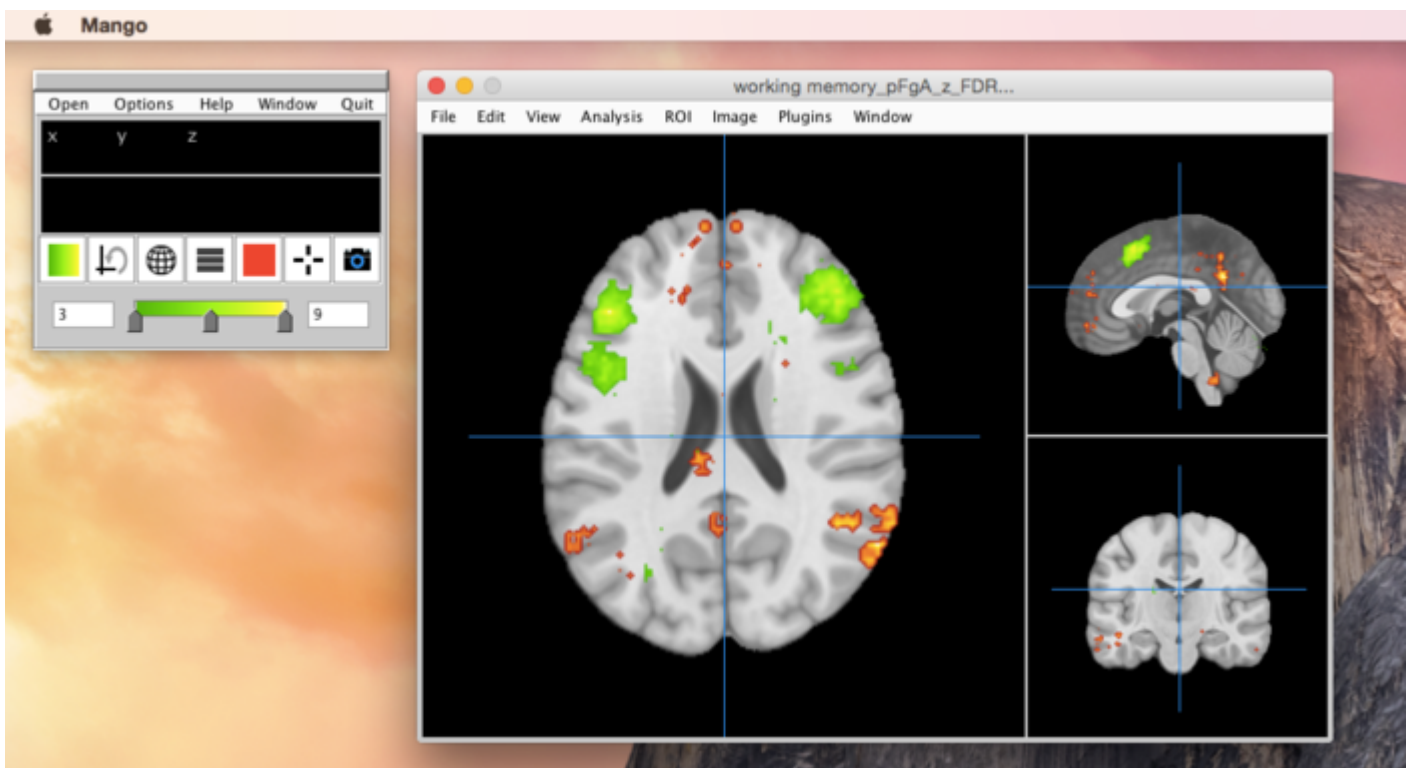 Mango
Open Options Help Window Quit
x y z
3 9
working memory_pFgA_z_FDR...
File Edit View Analysis ROI Image Plugins Window